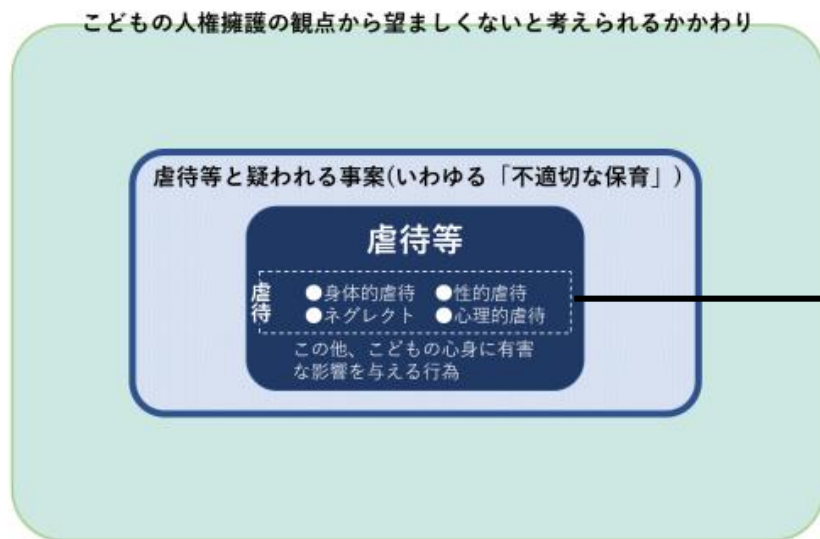 こどもの人権擁護の観点から望ましくないと考えられるかかわり
虐待等と疑われる事案(いわゆる「不適切な保育」)
虐待等
虐待
●身体的虐待 ●性的虐待
●ネグレクト ●心理的虐待
この他、こどもの心身に有害
な影響を与える行為